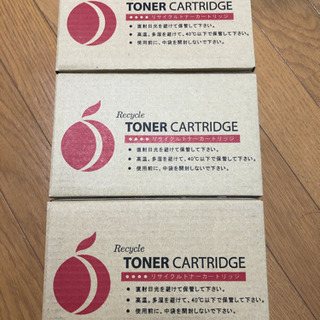 TONER CARTRIDGE
リサイクルトナーカートリッジ
● 直射日光を避けて保管して下さい。
● 高温、多湿を避けて、40℃以下で保管して下さい。
● 使用前に、中袋を開封しないで下さい。
Recycle
TONER CARTRIDGE
リサイクルトナーカートリッジ
● 直射日光を避けて保管して下さい。
● 高温。多湿を避けて、40℃以下で保管して下さい。
● 使用前に、中袋を開封しないで下さい。
Recycle
TONER CARTRIDGE
リサイクルトナーカートリッジ
● 直射日光を避けて保管して下さい。
● 高温。多湿を避けて、40℃以下で保管して下さい。
● 使用前に、中袋を開封しないで下さい。